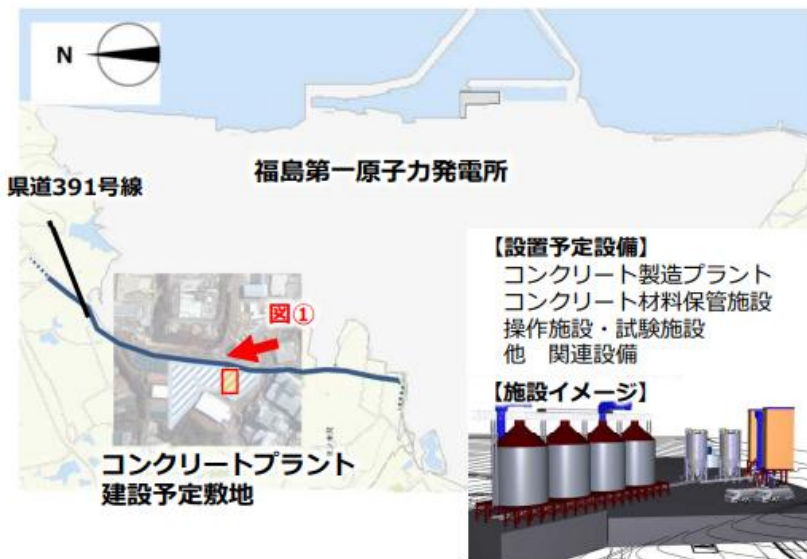 N
福島第一原子力発電所
県道391号線
図①
コンクリートプラント
建設予定敷地
【設置予定設備】
コンクリート製造プラント
コンクリート材料保管施設
操作施設・試験施設
他 関連設備
【施設イメージ】